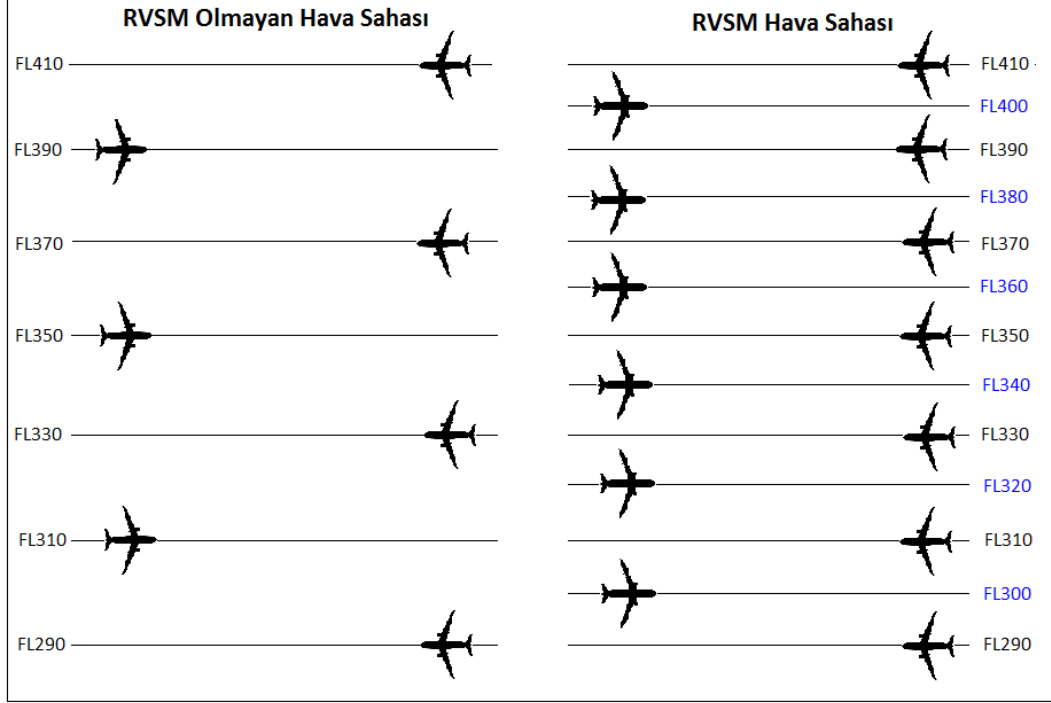 RVSM Olmayan Hava Sahası
FL410
FL390
FL370
FL350
FL330
FL310
FL290
RVSM Hava Sahası
FL410
FL400
FL390
FL380
FL370
FL360
FL350
FL340
FL330
FL320
FL310
FL300
FL290